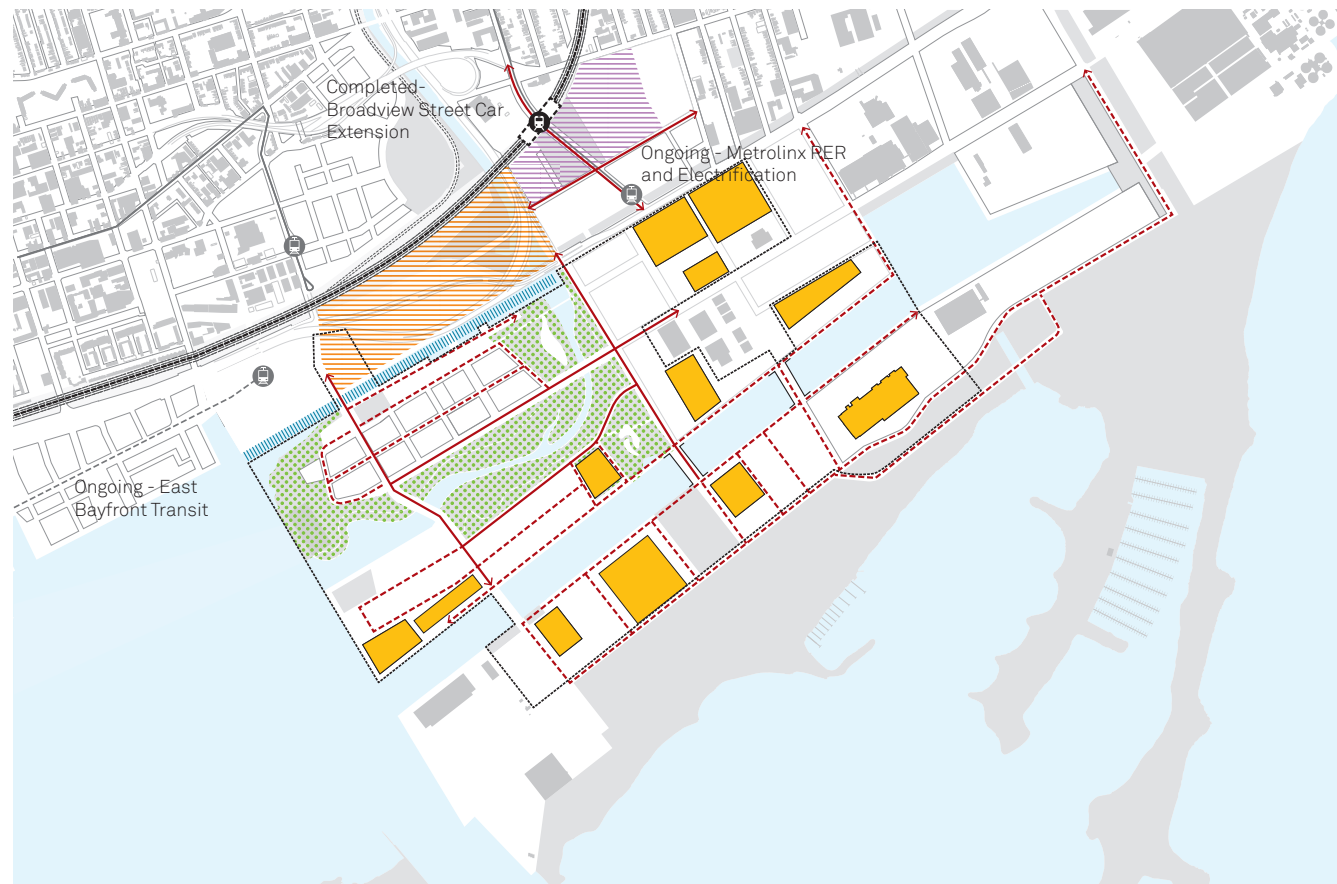 Completed-
Broadview Street Car
Extension
Ongoing - Metrolinx RER
and Electrification
Ongoing - East
Bayfront Transit